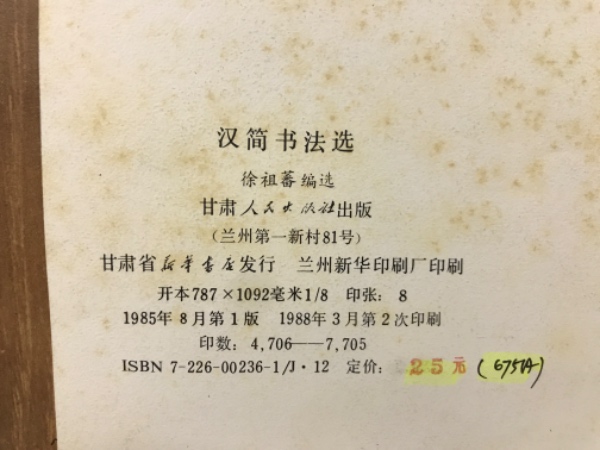 汉简书法选
徐祖蕃编选
甘肃人民出版社出版
(兰州第一新村81号)
甘肃省新华书店发行 兰州新华印刷厂印刷
开本787×1092毫米1/8 印张: 8
1985年8月第1版 1988年3月第2次印刷
印数: 4,706——7,705
ISBN 7-226-00236-1/J·12 定价: 25元